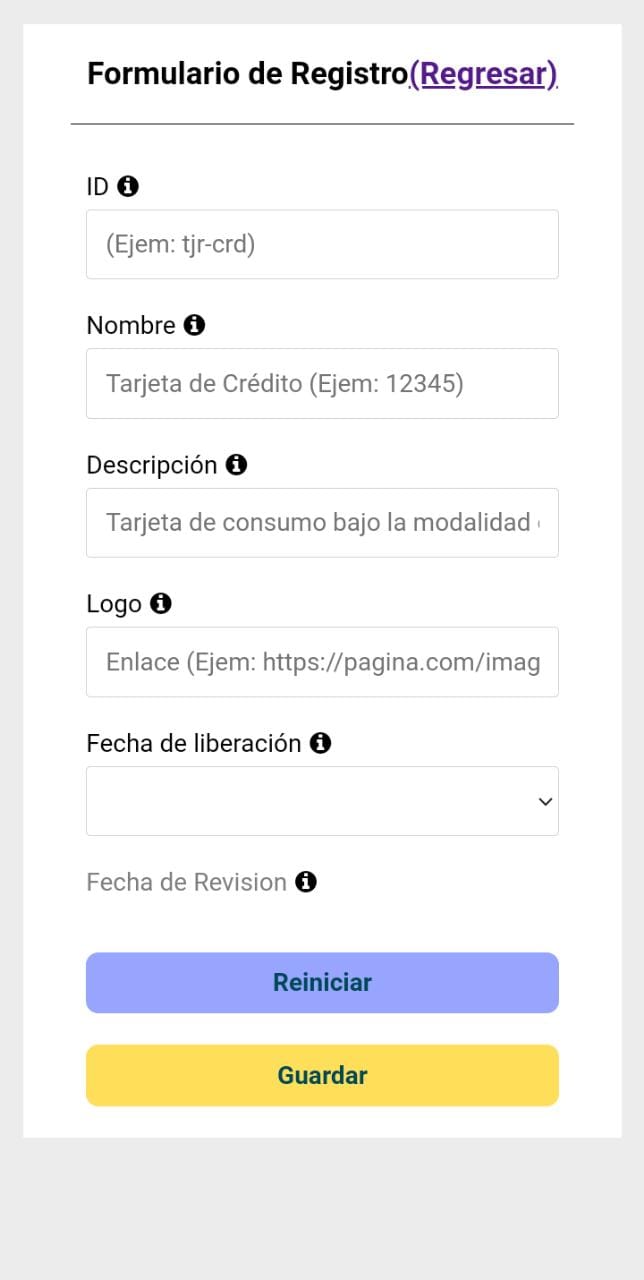 Formulario de Registro(Regresar)
ID
(Ejem: tjr-crd)
Nombre
Tarjeta de Crédito (Ejem: 12345)
Descripción
Tarjeta de consumo bajo la modalidad
Logo
Enlace (Ejem: https://pagina.com/imag
Fecha de liberación
Fecha de Revision
Reiniciar
Guardar